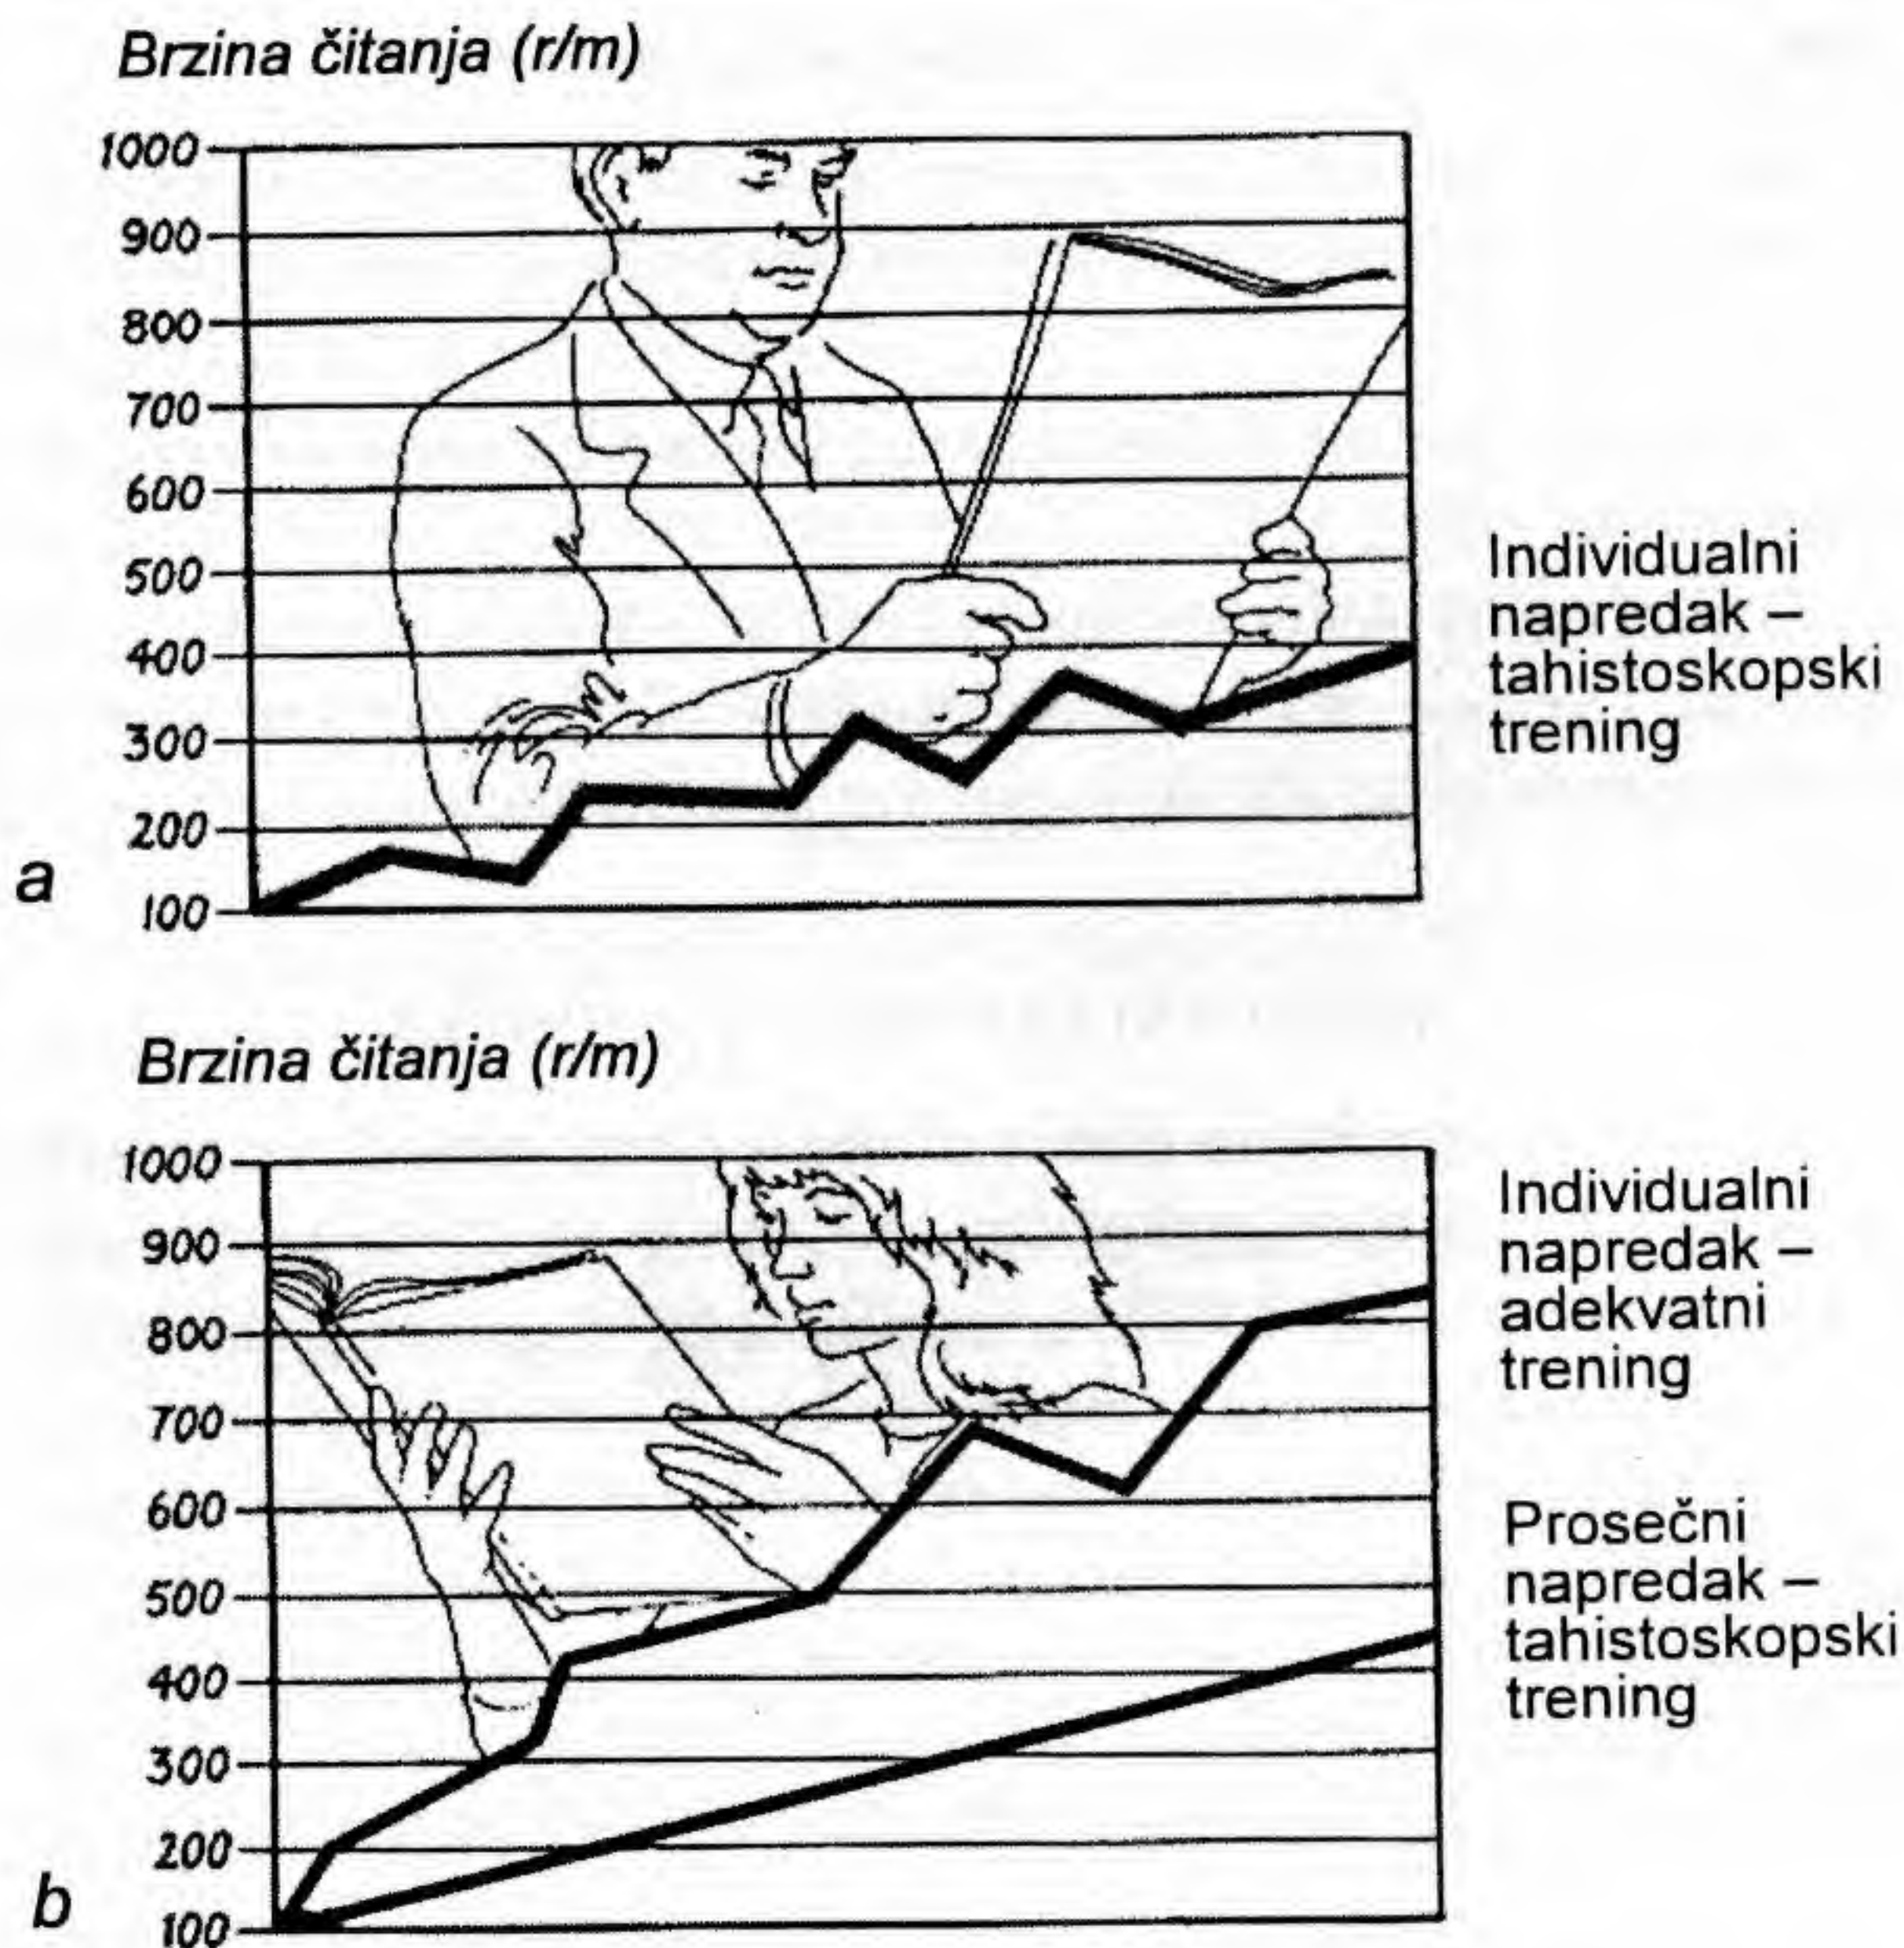 Brzina čitanja (r/m)
1000
900
800
700
600
500
400
300
200
100
Individualni
napredak –
tahistoskopski
trening
a
Brzina čitanja (r/m)
1000
900
800
700
600
500
400
300
200
100
Individualni
napredak –
adekvatni
trening
Prosečni
napredak –
tahistoskopski
trening
b